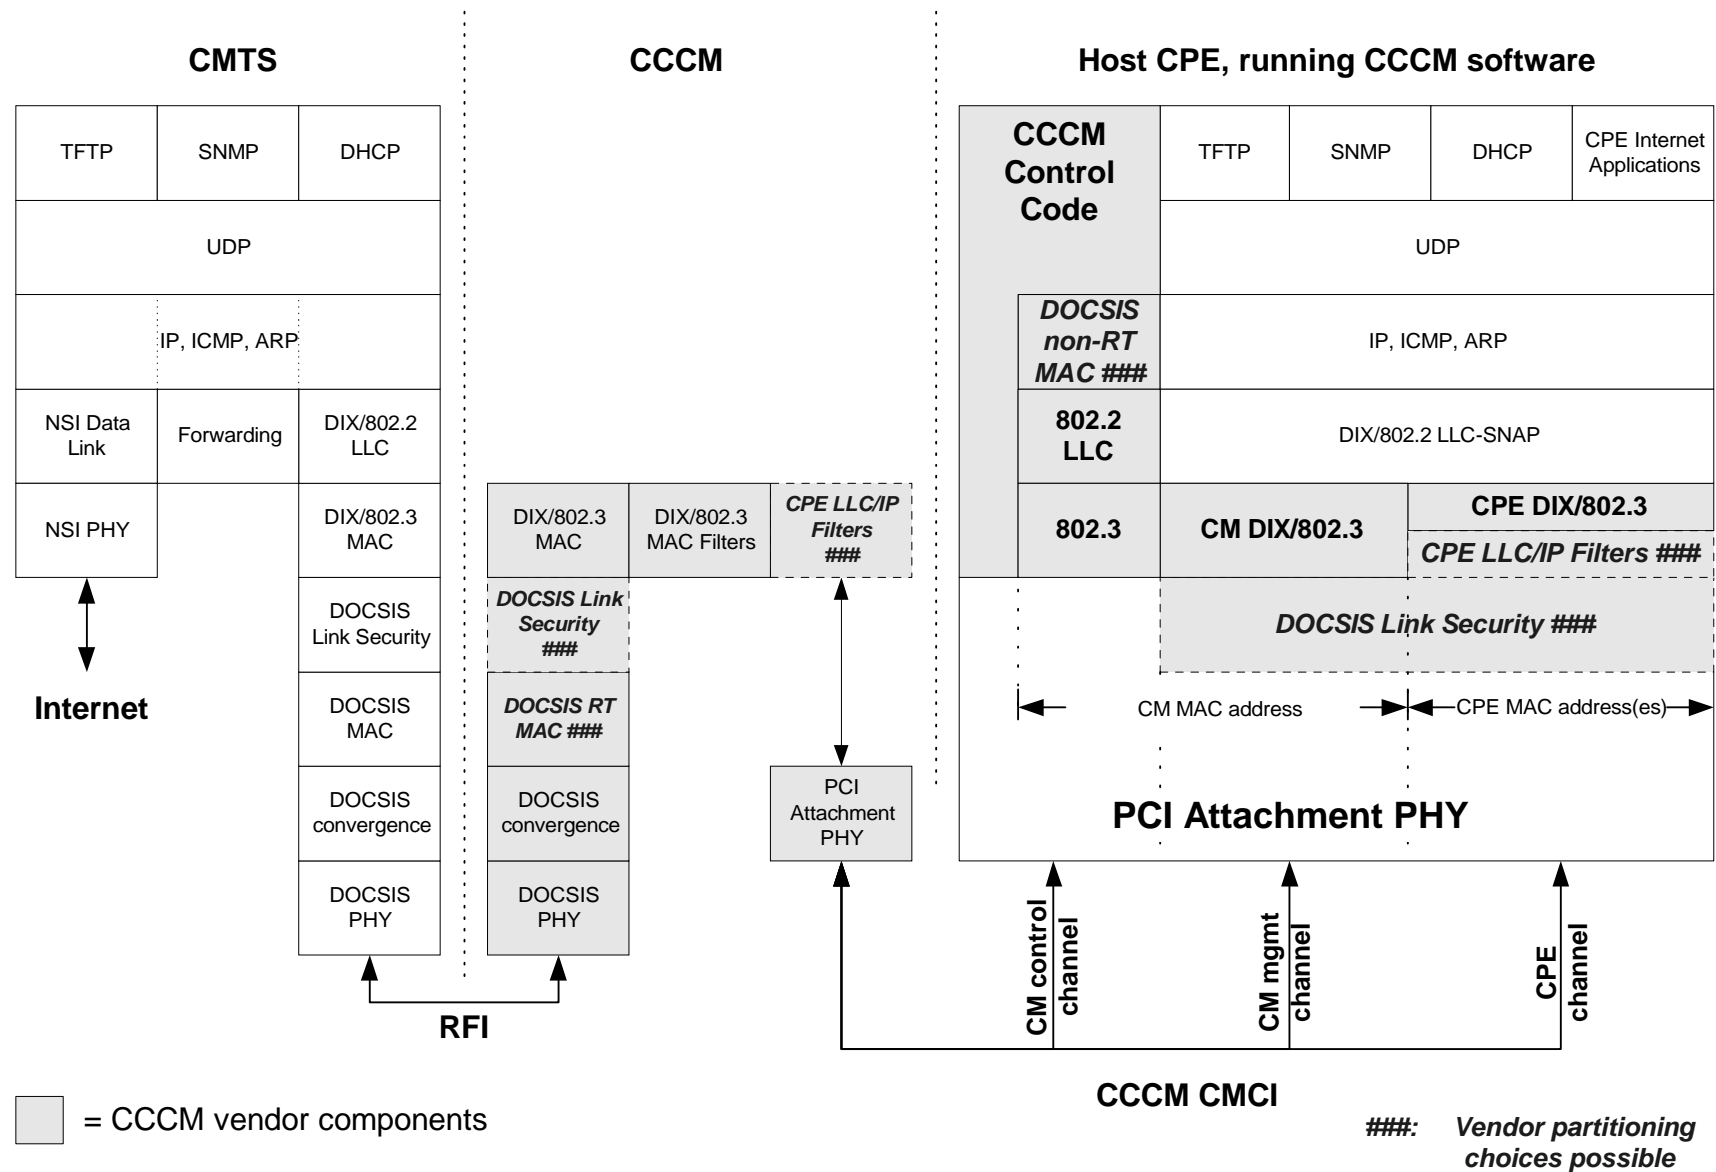 CMTS
CCCM
Host CPE, running CCCM software
TFTP
SNMP
DHCP
UDP
IP, ICMP, ARP
NSI Data
Link
Forwarding
DIX/802.2
LLC
NSI PHY
DIX/802.3
MAC
DOCSIS
Link Security
DOCSIS
MAC
DOCSIS
convergence
DOCSIS
PHY
Internet
DIX/802.3
MAC
DIX/802.3
MAC Filters
CPE LLC/IP
Filters
###
DOCSIS Link
Security
###
DOCSIS RT
MAC ###
DOCSIS
convergence
DOCSIS
PHY
PCI
Attachment
PHY
RFI
CCCM
Control
Code
TFTP
SNMP
DHCP
CPE Internet
Applications
UDP
DOCSIS
non-RT
MAC ###
IP, ICMP, ARP
802.2
LLC
DIX/802.2 LLC-SNAP
802.3
CM DIX/802.3
CPE DIX/802.3
CPE LLC/IP Filters ###
DOCSIS Link Security ###
CM MAC address
CPE MAC address(es)
PCI Attachment PHY
CM control
channel
CM mgmt
channel
CPE
channel
CCCM CMCI
= CCCM vendor components
###: Vendor partitioning
choices possible